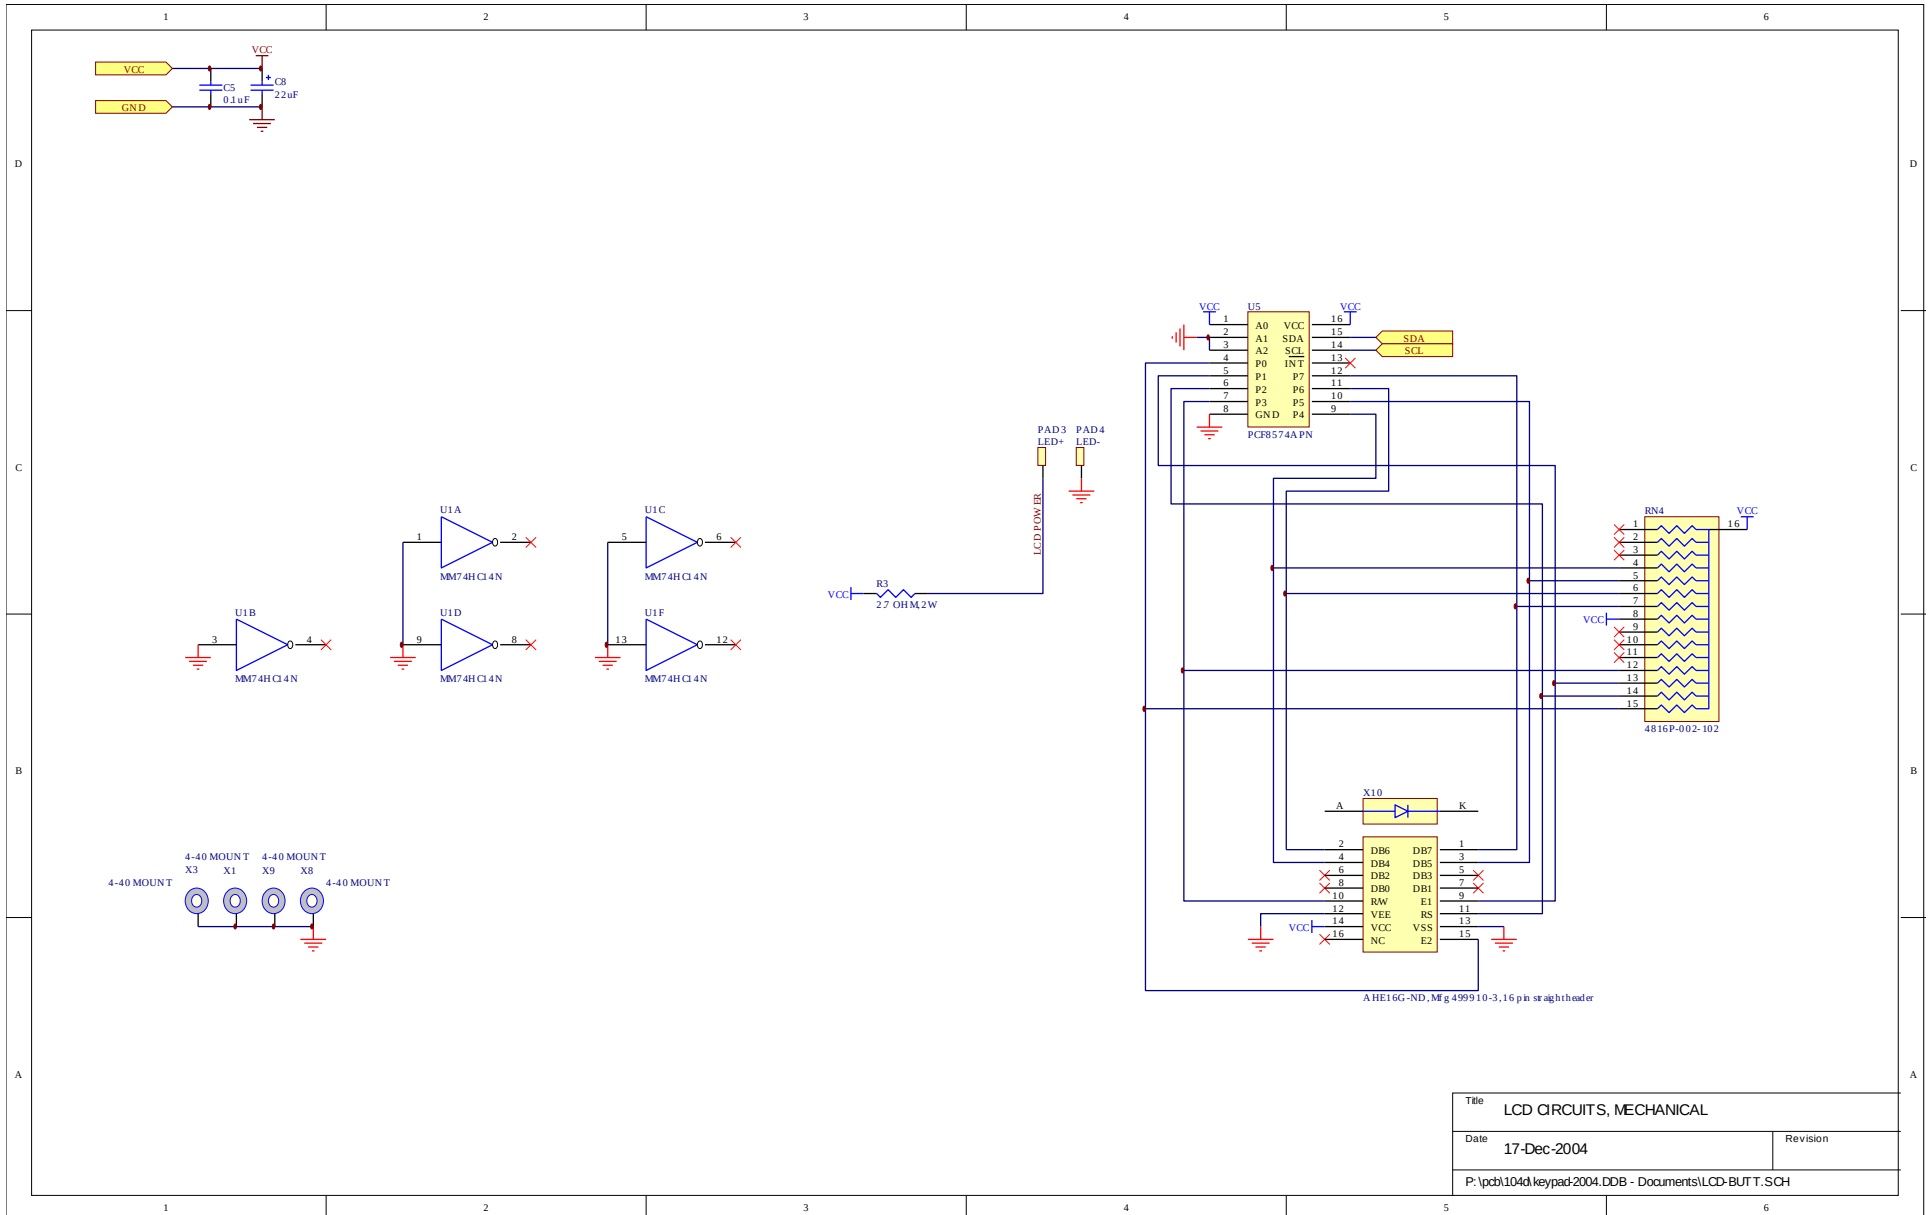 1 2 3 4 5 6
D D
C C
B B
A A
VCC
VCC
GND
C5
0.1uF
+
C8
22uF
U1A
1 2
MM74HC14N
U1C
5 6
MM74HC14N
U1B
3 4
MM74HC14N
U1D
9 8
MM74HC14N
U1F
13 12
MM74HC14N
4-40 MOUNT 4-40 MOUNT
X3 X1 X9 X8
4-40 MOUNT 4-40 MOUNT
PAD3 PAD4
LED+ LED-
LCD POWER
VCC
R3
27 OHM,2W
VCC U5 VCC
1 A0 VCC 16
2 A1 SDA 15
3 A2 SCL 14
4 P0 INT 13
5 P1 P7 12
6 P2 P6 11
7 P3 P5 10
8 GND P4 9
PCF8574APN
SDA
SCL
RN4
VCC
1 16
2
3
4
5
6
7
8
VCC
9
10
11
12
13
14
15
4816P-002-102
X10
A K
2 DB6 DB7 1
4 DB4 DB5 3
6 DB2 DB3 5
8 DB0 DB1 7
10 RW E1 9
12 VEE RS 11
VCC 14 VCC VSS 13
16 NC E2 15
AHE16G-ND, Mfg 499910-3, 16 pin straight header
Title
LCD CIRCUITS, MECHANICAL
Date
17-Dec-2004
Revision
P:\pcb\104d\keypad-2004.DDB - Documents\LCD-BUTT.SCH
1 2 3 4 5 6